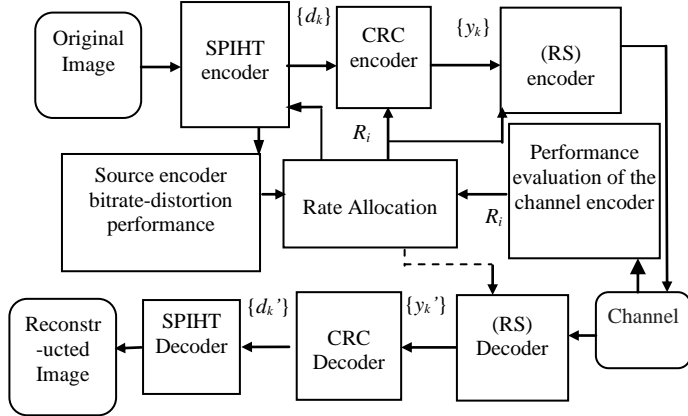 {dk}
{yk}
Original
Image
SPIHT
encoder
CRC
encoder
(RS)
encoder
Ri
Source encoder
bitrate-distortion
performance
Rate Allocation
Performance
evaluation of the
channel encoder
Ri
Reconstr
-ucted
Image
{dk'}
SPIHT
Decoder
CRC
Decoder
{yk'}
(RS)
Decoder
Channel